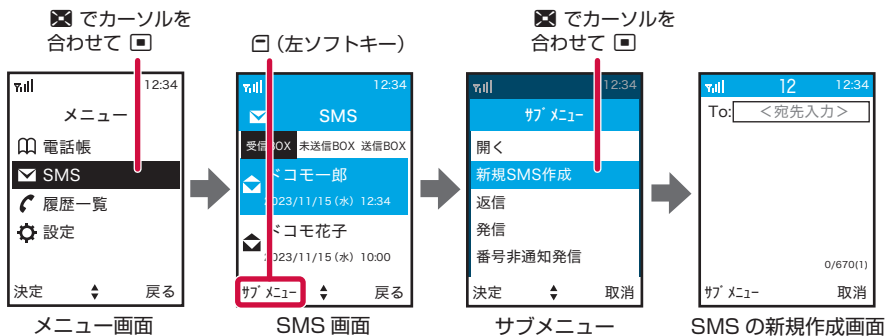 でカーソルを
合わせて
12:34
メニュー
電話帳
SMS
履歴一覧
設定
決定 戻る
メニュー画面
(左ソフトキー)
12:34
SMS
受信BOX 未送信BOX 送信BOX
ドコモ一郎
2023/11/15(水) 12:34
ドコモ花子
2023/11/15(水) 10:00
サブメニュー 戻る
SMS 画面
でカーソルを
合わせて
12:34
サブメニュー
開く
新規SMS作成
返信
発信
番号非通知発信
決定 取消
サブメニュー
12 12:34
To: <宛先入力>
0/670(1)
サブメニュー 取消
SMS の新規作成画面